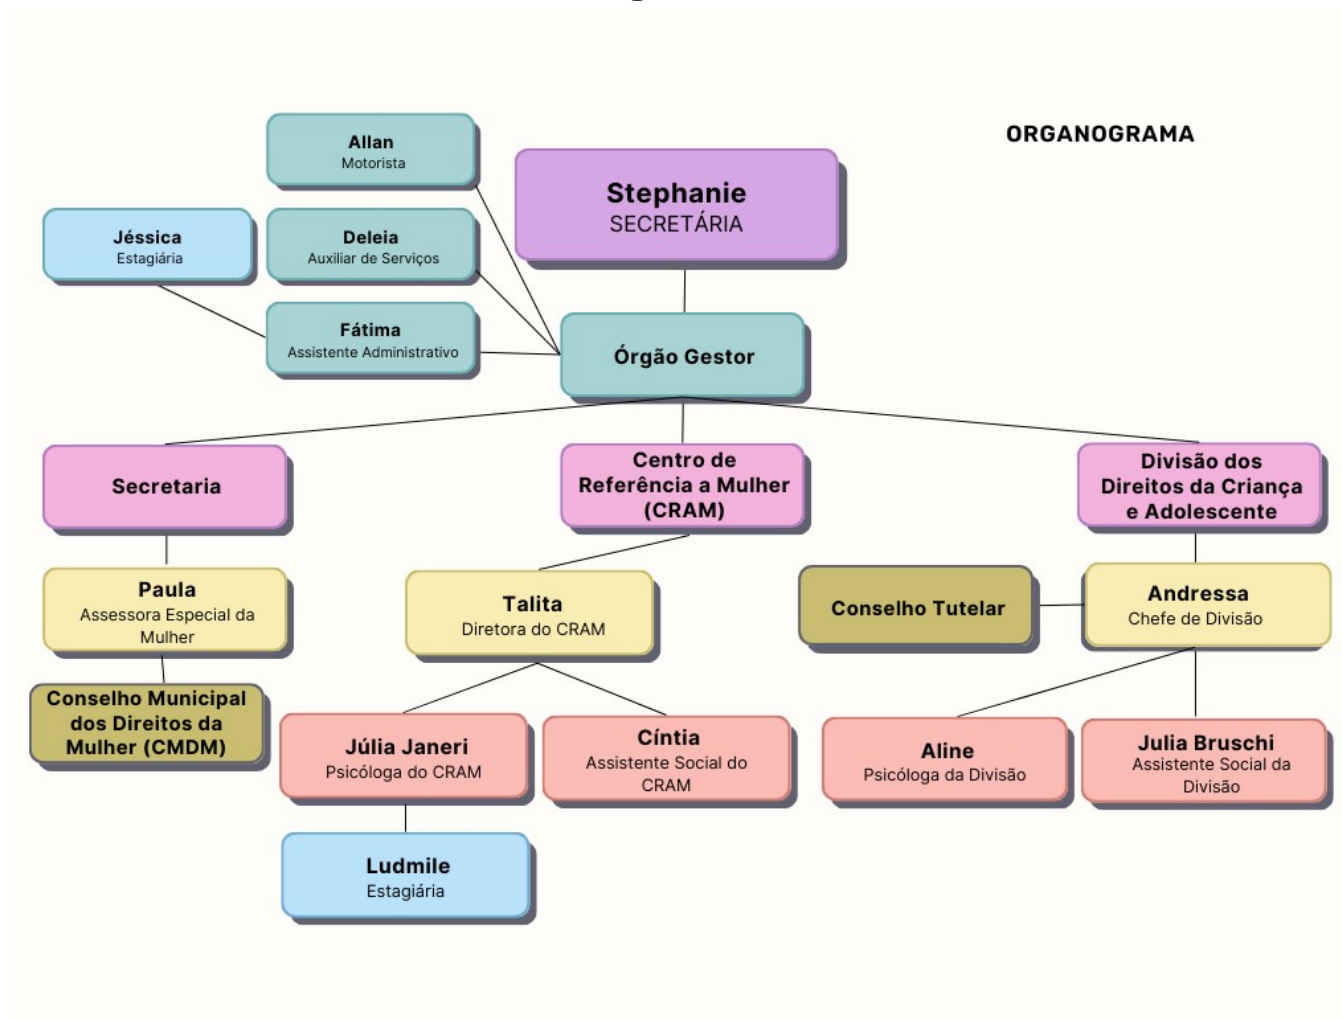 ORGANOGRAMA
Allan
Motorista
Stephanie
SECRETÁRIA
Jéssica
Estagiária
Deleia
Auxiliar de Serviços
Fátima
Assistente Administrativo
Órgão Gestor
Secretaria
Centro de
Referência a Mulher
(CRAM)
Divisão dos
Direitos da Criança
e Adolescente
Paula
Assessora Especial da
Mulher
Talita
Diretora do CRAM
Conselho Tutelar
Andressa
Chefe de Divisão
Conselho Municipal
dos Direitos da
Mulher (CMDM)
Júlia Janeri
Psicóloga do CRAM
Cíntia
Assistente Social do
CRAM
Aline
Psicóloga da Divisão
Julia Bruschi
Assistente Social da
Divisão
Ludmile
Estagiária